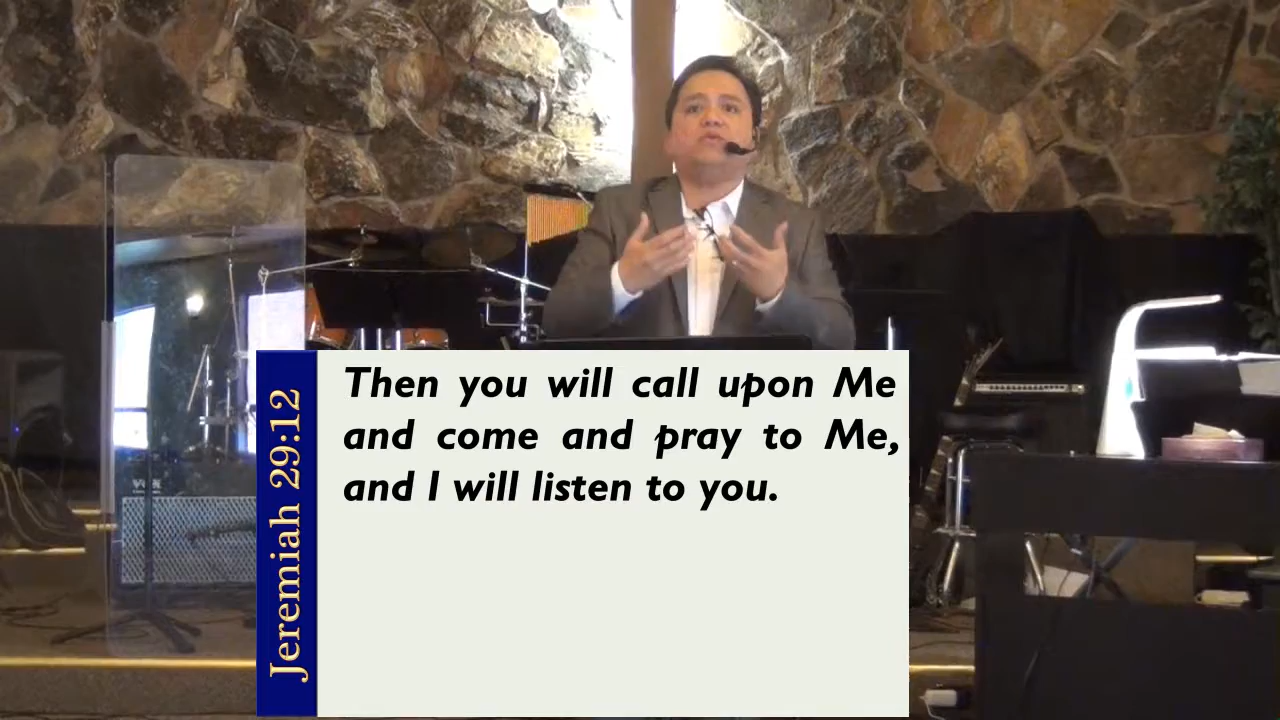 Then you will call upon Me
and come and pray to Me,
and I will listen to you.
Jeremiah 29:12
VOX